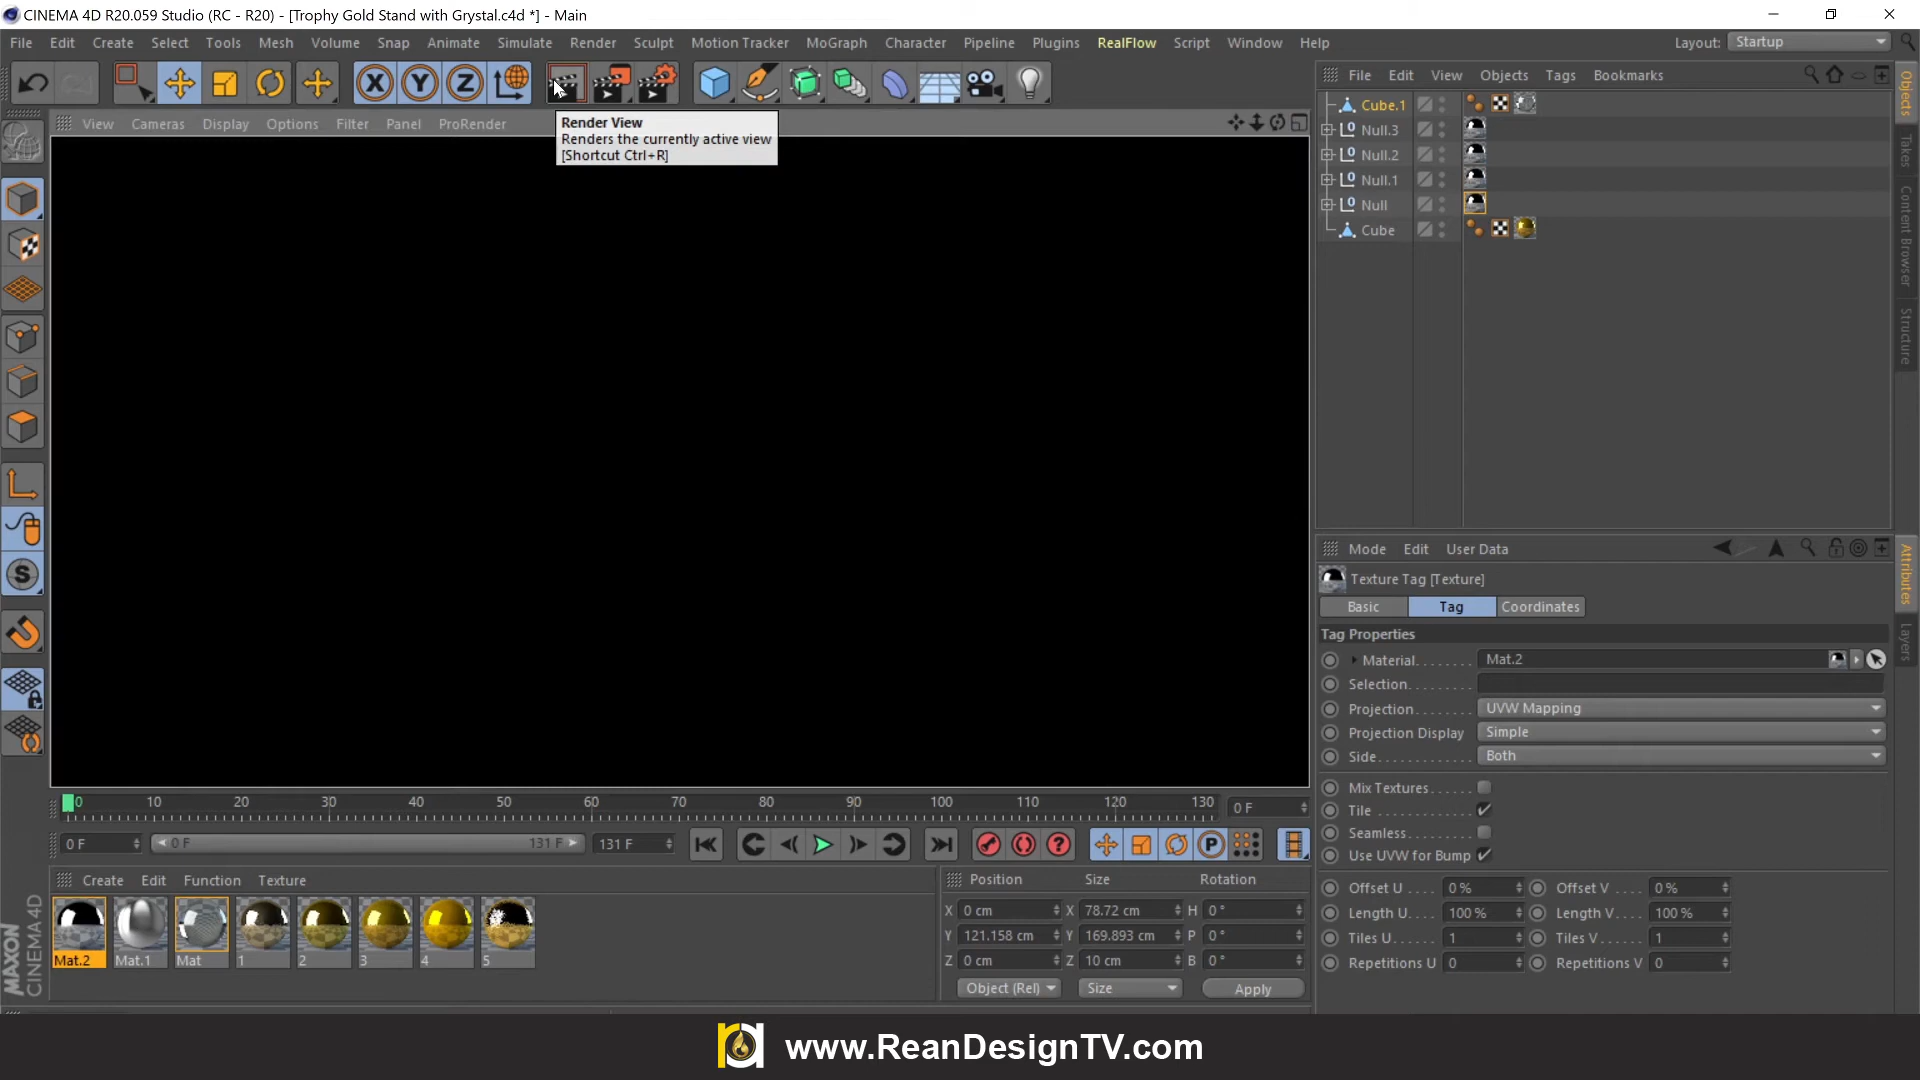 CINEMA 4D R20.059 Studio (RC - R20) - [Trophy Gold Stand with Grystal.c4d *] - Main
File Edit Create Select Tools Mesh Volume Snap Animate Simulate Render Sculpt Motion Tracker MoGraph Character Pipeline Plugins RealFlow Script Window Help
Layout: Startup
X Y Z
View Cameras Display Options Filter Panel ProRender
Render View
Renders the currently active view
[Shortcut Ctrl+R]
File Edit View Objects Tags Bookmarks
Cube.1
Null.3
Null.2
Null.1
Null
Cube
Objects
Takes
Content Browser
Structure
Mode Edit User Data
Texture Tag [Texture]
Basic Tag Coordinates
Tag Properties
Material. Mat.2
Selection.
Projection. UVW Mapping
Projection Display Simple
Side. Both
Mix Textures.
Tile
Seamless.
Use UVW for Bump
Offset U 0 % Offset V 0 %
Length U. 100 % Length V. 100 %
Tiles U. 1 Tiles V. 1
Repetitions U 0 Repetitions V 0
Attributes
Layers
S
0 10 20 30 40 50 60 70 80 90 100 110 120 130
0 F
0 F 0 F 131 F 131 F
P
Create Edit Function Texture
Mat.2 Mat.1 Mat 1 2 3 4 5
Position Size Rotation
X 0 cm X 78.72 cm H 0 °
Y 121.158 cm Y 169.893 cm P 0 °
Z 0 cm Z 10 cm B 0 °
Object (Rel) Size Apply
MAXON
CINEMA 4D
www.ReanDesignTV.com